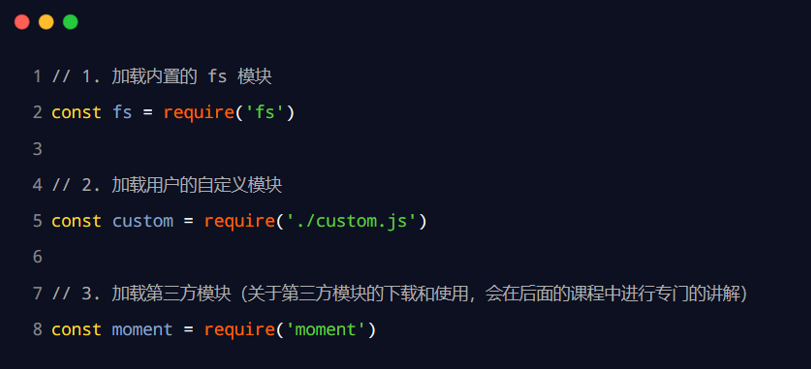 1 // 1. 加载内置的 fs 模块
2 const fs = require('fs')
3
4 // 2. 加载用户的自定义模块
5 const custom = require('./custom.js')
6
7 // 3. 加载第三方模块（关于第三方模块的下载和使用，会在后面的课程中进行专门的讲解）
8 const moment = require('moment')